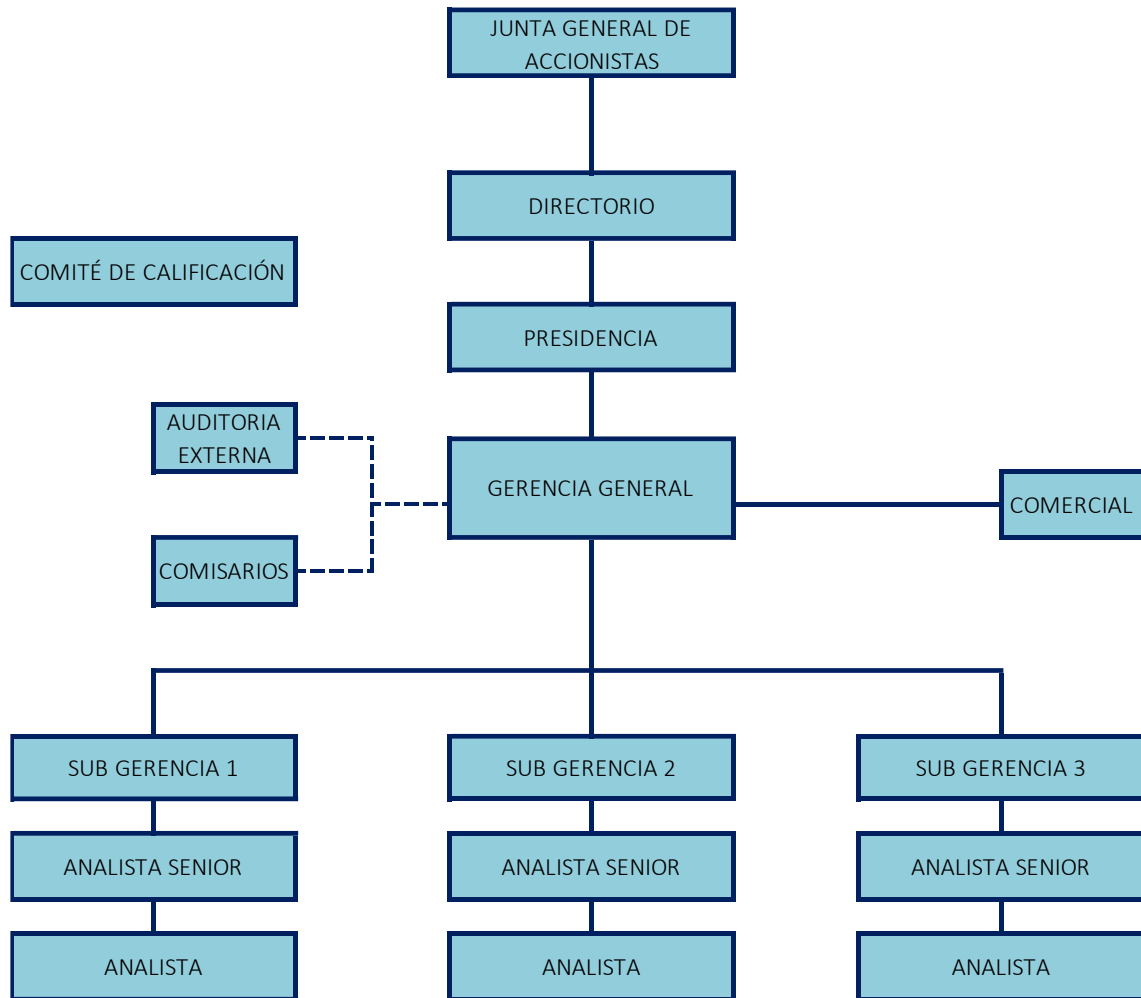 JUNTA GENERAL DE
ACCIONISTAS
DIRECTORIO
COMITÉ DE CALIFICACIÓN
PRESIDENCIA
AUDITORIA
EXTERNA
GERENCIA GENERAL
COMERCIAL
COMISARIOS
SUB GERENCIA 1
SUB GERENCIA 2
SUB GERENCIA 3
ANALISTA SENIOR
ANALISTA SENIOR
ANALISTA SENIOR
ANALISTA
ANALISTA
ANALISTA